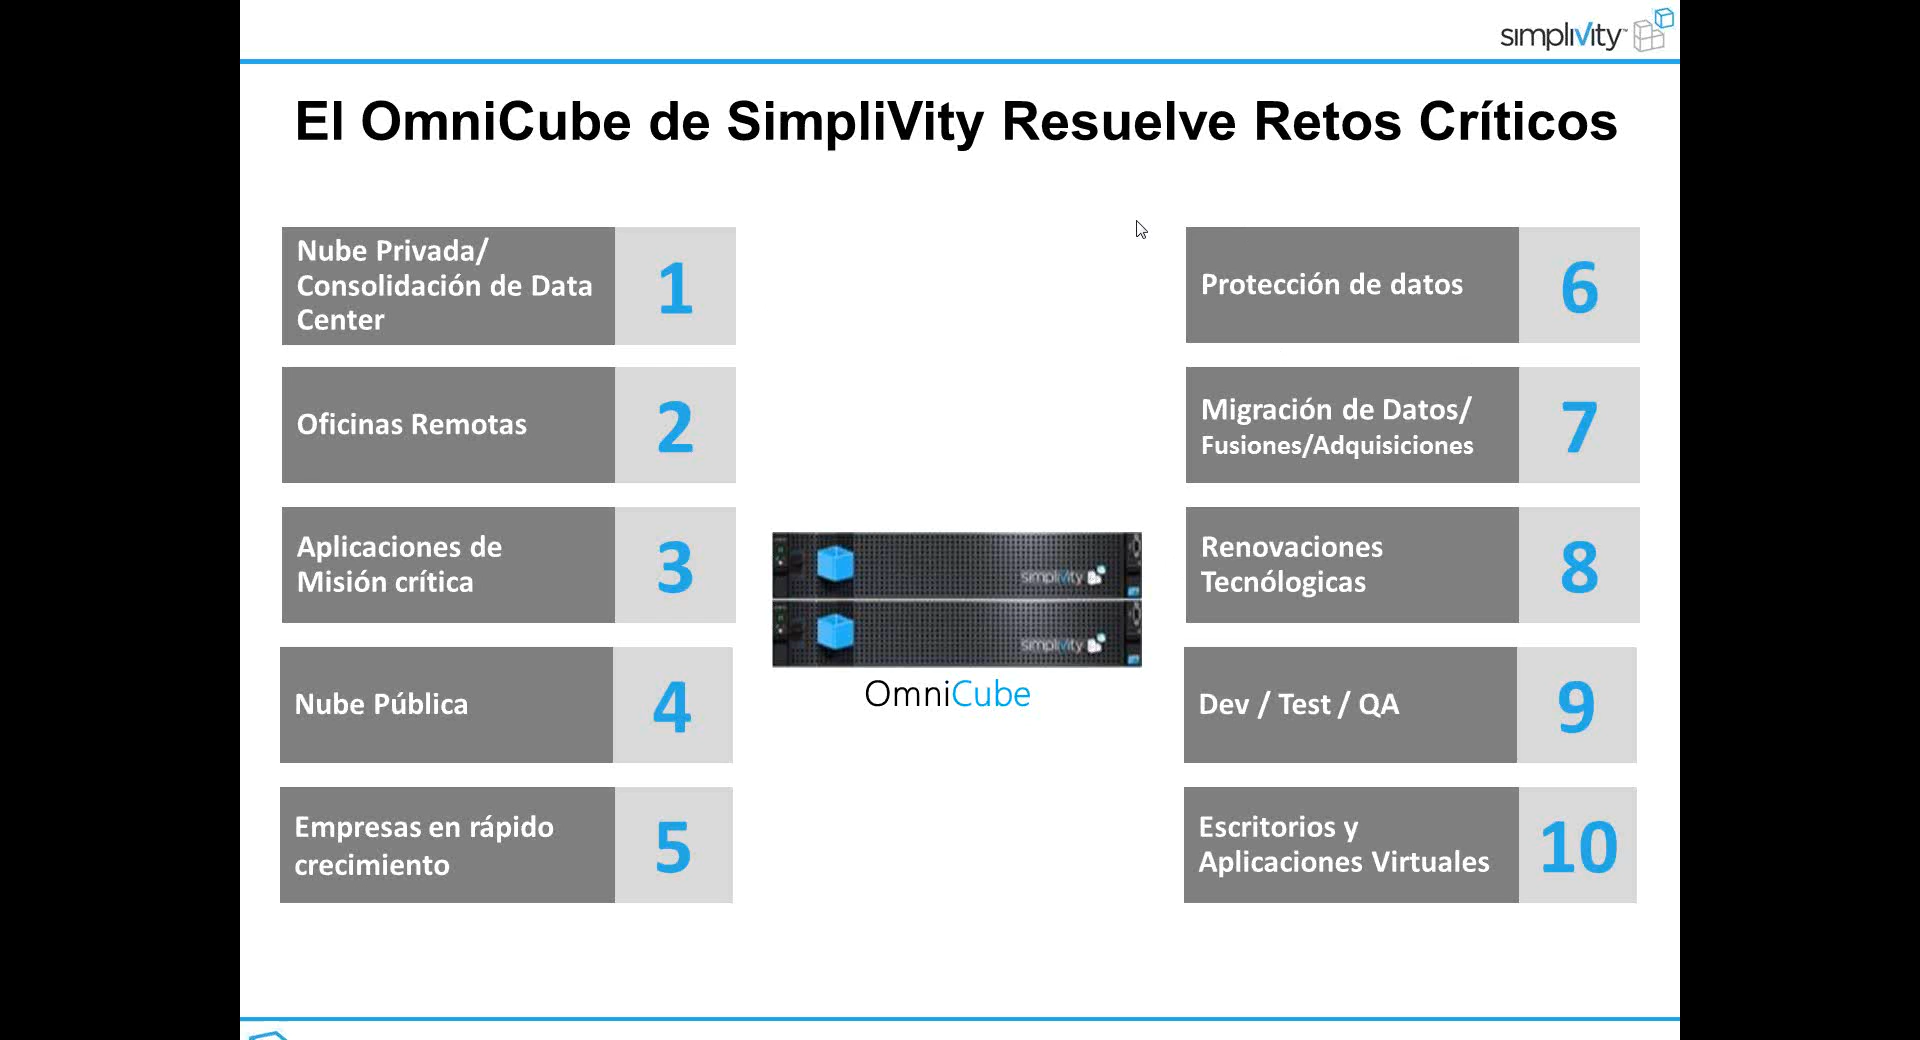 simplivity™
El OmniCube de SimpliVity Resuelve Retos Críticos
Nube Privada/
Consolidación de Data
Center
1
Oficinas Remotas
2
Aplicaciones de
Misión crítica
3
Nube Pública
4
Empresas en rápido
crecimiento
5
simplivity
simplivity
OmniCube
Protección de datos
6
Migración de Datos/
Fusiones/Adquisiciones
7
Renovaciones
Tecnólogicas
8
Dev / Test / QA
9
Escritorios y
Aplicaciones Virtuales
10